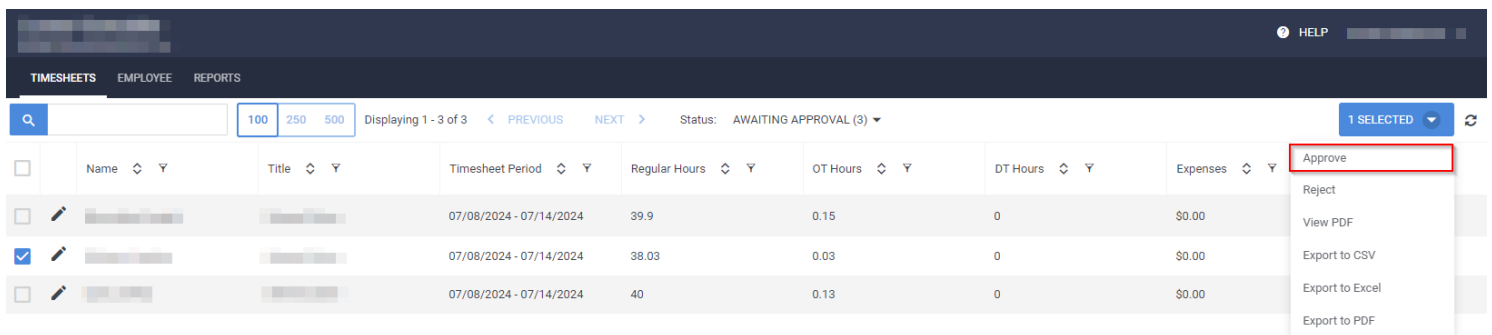 HELP
TIMESHEETS EMPLOYEE REPORTS
100 250 500 Displaying 1 - 3 of 3 < PREVIOUS NEXT > Status: AWAITING APPROVAL (3) 1 SELECTED
Name Title Timesheet Period Regular Hours OT Hours DT Hours Expenses
Approve
Reject
07/08/2024 - 07/14/2024 39.9 0.15 0 $0.00
View PDF
07/08/2024 - 07/14/2024 38.03 0.03 0 $0.00
Export to CSV
07/08/2024 - 07/14/2024 40 0.13 0 $0.00
Export to Excel
Export to PDF